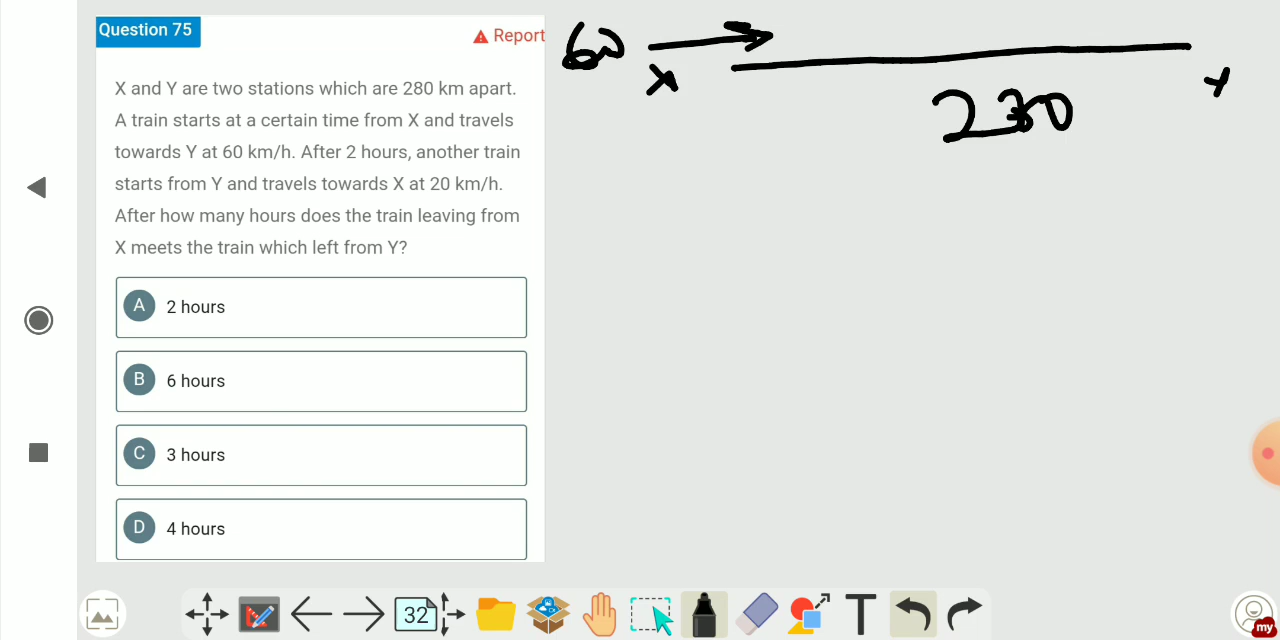 Question 75
Report
X and Y are two stations which are 280 km apart.
A train starts at a certain time from X and travels
towards Y at 60 km/h. After 2 hours, another train
starts from Y and travels towards X at 20 km/h.
After how many hours does the train leaving from
X meets the train which left from Y?
A 2 hours
B 6 hours
C 3 hours
D 4 hours
60
X
Y
230
32
T
my